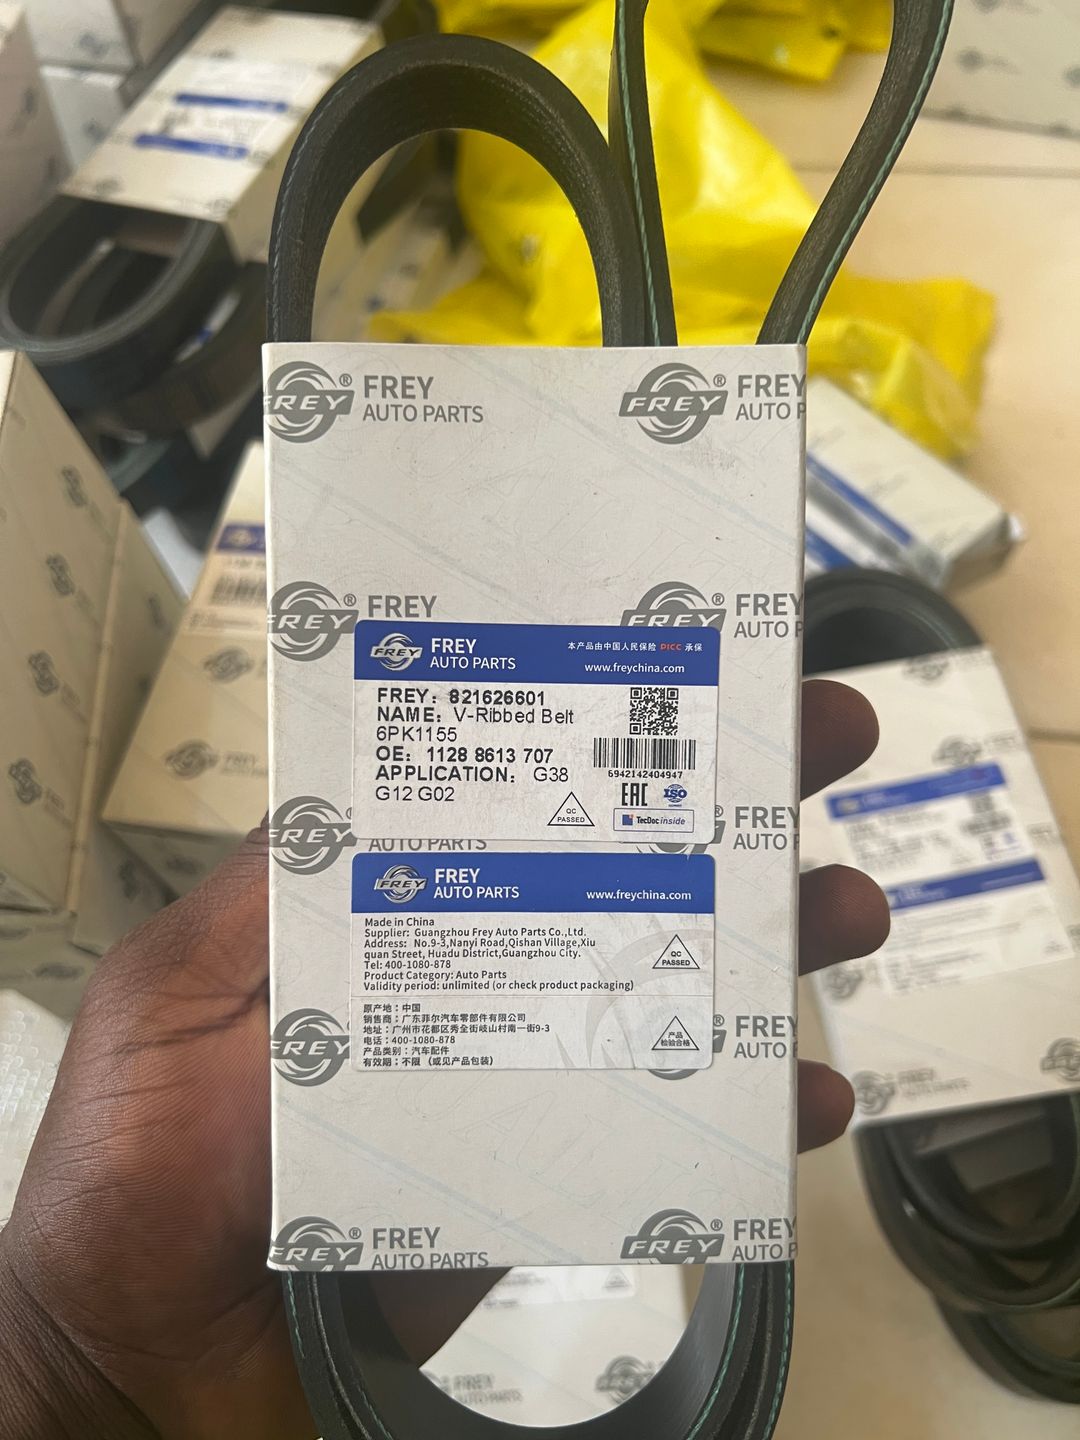 FREY® FREY AUTO PARTS
FREY® FREY AUTO P
FREY® FREY
FREY® FREY AUTO P
FREY AUTO PARTS
本产品由中国人民保险 PICC 承保
www.freychina.com
FREY: 821626601
NAME: V-Ribbed Belt
6PK1155
OE: 1128 8613 707
APPLICATION: G38
G12 G02
6942142404947
EAC ISO
QC PASSED
TecDoc inside
FREY AUTO PARTS
FREY AUTO P
FREY
FREY AUTO PARTS
www.freychina.com
Made in China
Supplier: Guangzhou Frey Auto Parts Co.,Ltd.
Address: No.9-3,Nanyi Road,Qishan Village,Xiu
quan Street, Huadu District,Guangzhou City.
Tel: 400-1080-878
Product Category: Auto Parts
Validity period: unlimited (or check product packaging)
QC PASSED
原产地：中国
销售商：广东菲尔汽车零部件有限公司
地址：广州市花都区秀全街岐山村南一街9-3
电话：400-1080-878
产品类别：汽车配件
有效期：不限（或见产品包装）
产品
检验合格
FREY
FREY AUTO P
FREY® FREY AUTO PARTS
FREY® FREY AUTO P